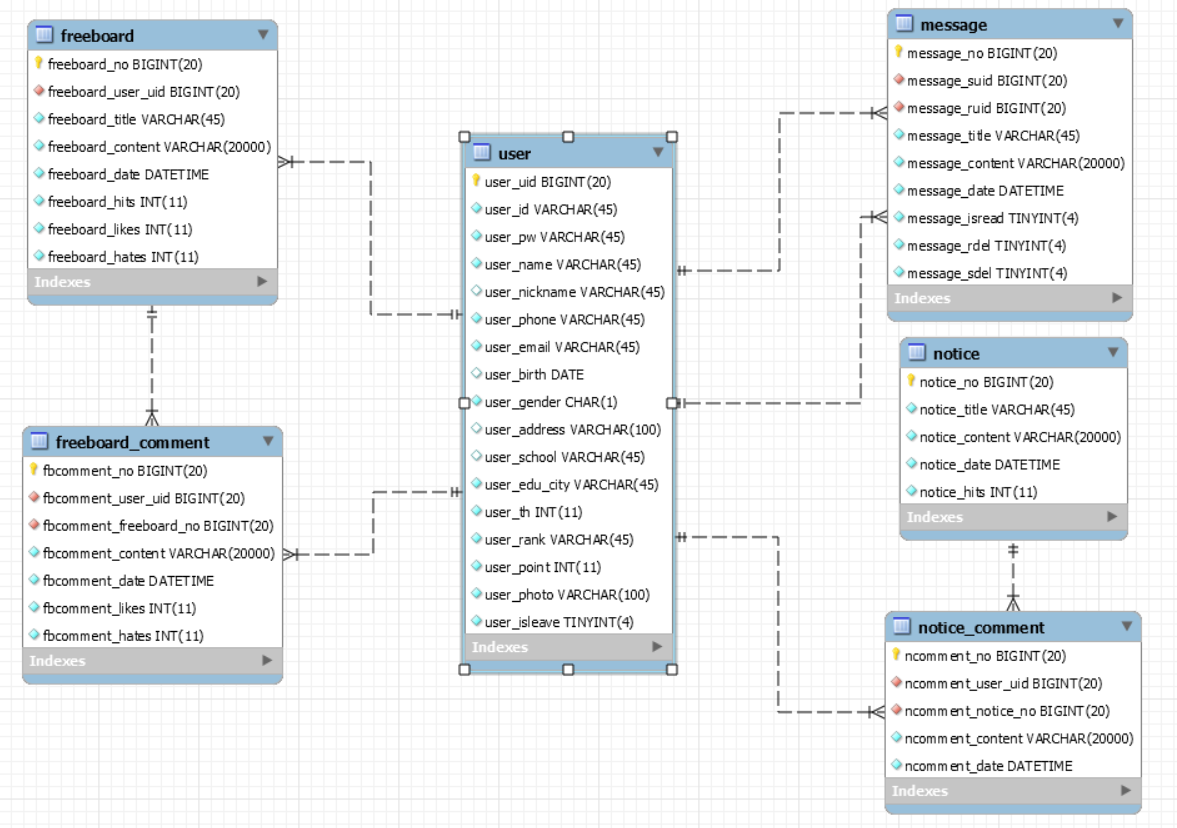 freeboard
freeboard_no BIGINT(20)
freeboard_user_uid BIGINT(20)
freeboard_title VARCHAR(45)
freeboard_content VARCHAR(20000)
freeboard_date DATETIME
freeboard_hits INT(11)
freeboard_likes INT(11)
freeboard_hates INT(11)
Indexes
freeboard_comment
fbcomment_no BIGINT(20)
fbcomment_user_uid BIGINT(20)
fbcomment_freeboard_no BIGINT(20)
fbcomment_content VARCHAR(20000)
fbcomment_date DATETIME
fbcomment_likes INT(11)
fbcomment_hates INT(11)
Indexes
user
user_uid BIGINT(20)
user_id VARCHAR(45)
user_pw VARCHAR(45)
user_name VARCHAR(45)
user_nickname VARCHAR(45)
user_phone VARCHAR(45)
user_email VARCHAR(45)
user_birth DATE
user_gender CHAR(1)
user_address VARCHAR(100)
user_school VARCHAR(45)
user_edu_city VARCHAR(45)
user_th INT(11)
user_rank VARCHAR(45)
user_point INT(11)
user_photo VARCHAR(100)
user_isleave TINYINT(4)
Indexes
message
message_no BIGINT(20)
message_suid BIGINT(20)
message_ruid BIGINT(20)
message_title VARCHAR(45)
message_content VARCHAR(20000)
message_date DATETIME
message_isread TINYINT(4)
message_rdel TINYINT(4)
message_sdel TINYINT(4)
Indexes
notice
notice_no BIGINT(20)
notice_title VARCHAR(45)
notice_content VARCHAR(20000)
notice_date DATETIME
notice_hits INT(11)
Indexes
notice_comment
ncomment_no BIGINT(20)
ncomment_user_uid BIGINT(20)
ncomment_notice_no BIGINT(20)
ncomment_content VARCHAR(20000)
ncomment_date DATETIME
Indexes